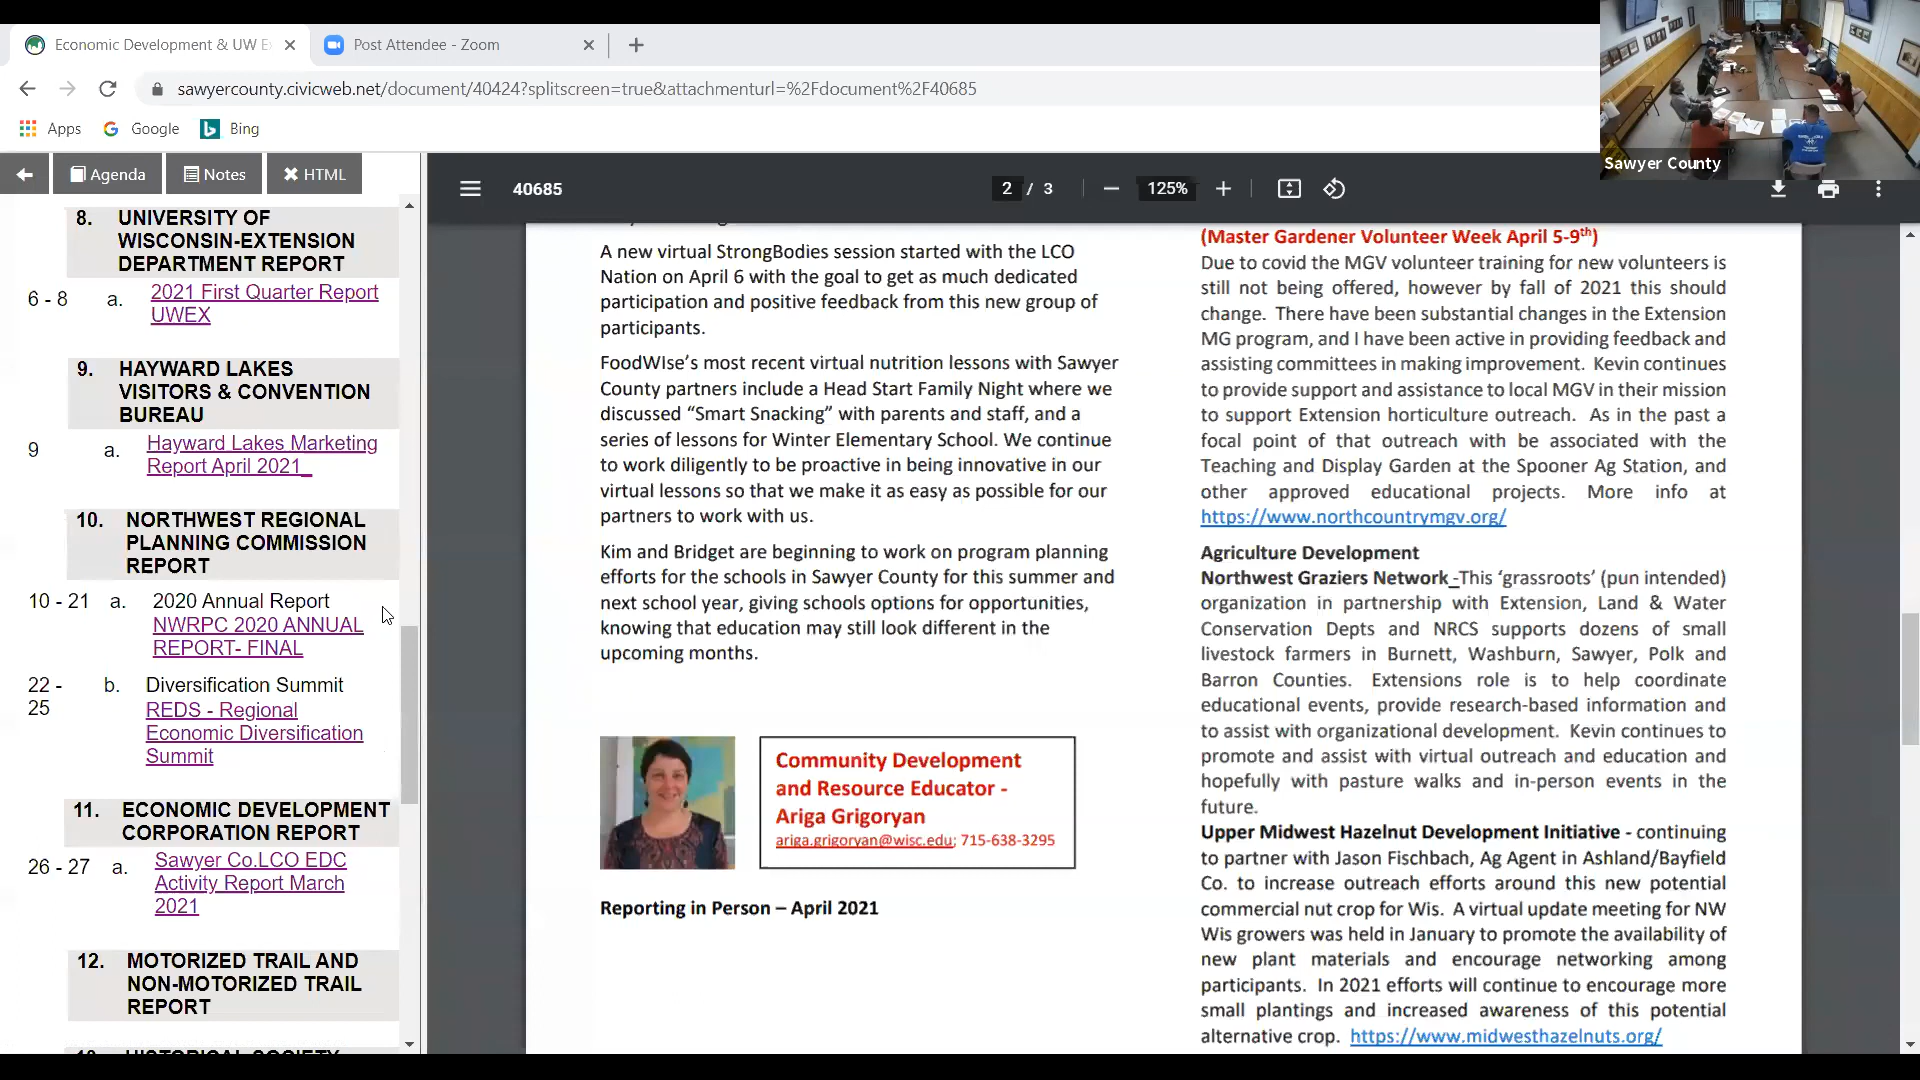 Economic Development & UW E
Post Attendee - Zoom
sawyercounty.civicweb.net/document/40424?splitscreen=true&attachmenturl=%2Fdocument%2F40685
Apps
Google
Bing
Sawyer County
Agenda
Notes
HTML
40685
2 / 3
125%
8. UNIVERSITY OF
WISCONSIN-EXTENSION
DEPARTMENT REPORT
6 - 8 a. 2021 First Quarter Report
UWEX
9. HAYWARD LAKES
VISITORS & CONVENTION
BUREAU
9 a. Hayward Lakes Marketing
Report April 2021_
10. NORTHWEST REGIONAL
PLANNING COMMISSION
REPORT
10 - 21 a. 2020 Annual Report
NWRPC 2020 ANNUAL
REPORT- FINAL
22 - b. Diversification Summit
25 REDS - Regional
Economic Diversification
Summit
11. ECONOMIC DEVELOPMENT
CORPORATION REPORT
26 - 27 a. Sawyer Co.LCO EDC
Activity Report March
2021
12. MOTORIZED TRAIL AND
NON-MOTORIZED TRAIL
REPORT
A new virtual StrongBodies session started with the LCO
Nation on April 6 with the goal to get as much dedicated
participation and positive feedback from this new group of
participants.
FoodWIse's most recent virtual nutrition lessons with Sawyer
County partners include a Head Start Family Night where we
discussed “Smart Snacking” with parents and staff, and a
series of lessons for Winter Elementary School. We continue
to work diligently to be proactive in being innovative in our
virtual lessons so that we make it as easy as possible for our
partners to work with us.
Kim and Bridget are beginning to work on program planning
efforts for the schools in Sawyer County for this summer and
next school year, giving schools options for opportunities,
knowing that education may still look different in the
upcoming months.
Community Development
and Resource Educator -
Ariga Grigoryan
ariga.grigoryan@wisc.edu; 715-638-3295
Reporting in Person – April 2021
(Master Gardener Volunteer Week April 5-9th)
Due to covid the MGV volunteer training for new volunteers is
still not being offered, however by fall of 2021 this should
change. There have been substantial changes in the Extension
MG program, and I have been active in providing feedback and
assisting committees in making improvement. Kevin continues
to provide support and assistance to local MGV in their mission
to support Extension horticulture outreach. As in the past a
focal point of that outreach with be associated with the
Teaching and Display Garden at the Spooner Ag Station, and
other approved educational projects. More info at
https://www.northcountrymgv.org/
Agriculture Development
Northwest Graziers Network -This ‘grassroots’ (pun intended)
organization in partnership with Extension, Land & Water
Conservation Depts and NRCS supports dozens of small
livestock farmers in Burnett, Washburn, Sawyer, Polk and
Barron Counties. Extensions role is to help coordinate
educational events, provide research-based information and
to assist with organizational development. Kevin continues to
promote and assist with virtual outreach and education and
hopefully with pasture walks and in-person events in the
future.
Upper Midwest Hazelnut Development Initiative - continuing
to partner with Jason Fischbach, Ag Agent in Ashland/Bayfield
Co. to increase outreach efforts around this new potential
commercial nut crop for Wis. A virtual update meeting for NW
Wis growers was held in January to promote the availability of
new plant materials and encourage networking among
participants. In 2021 efforts will continue to encourage more
small plantings and increased awareness of this potential
alternative crop. https://www.midwesthazelnuts.org/